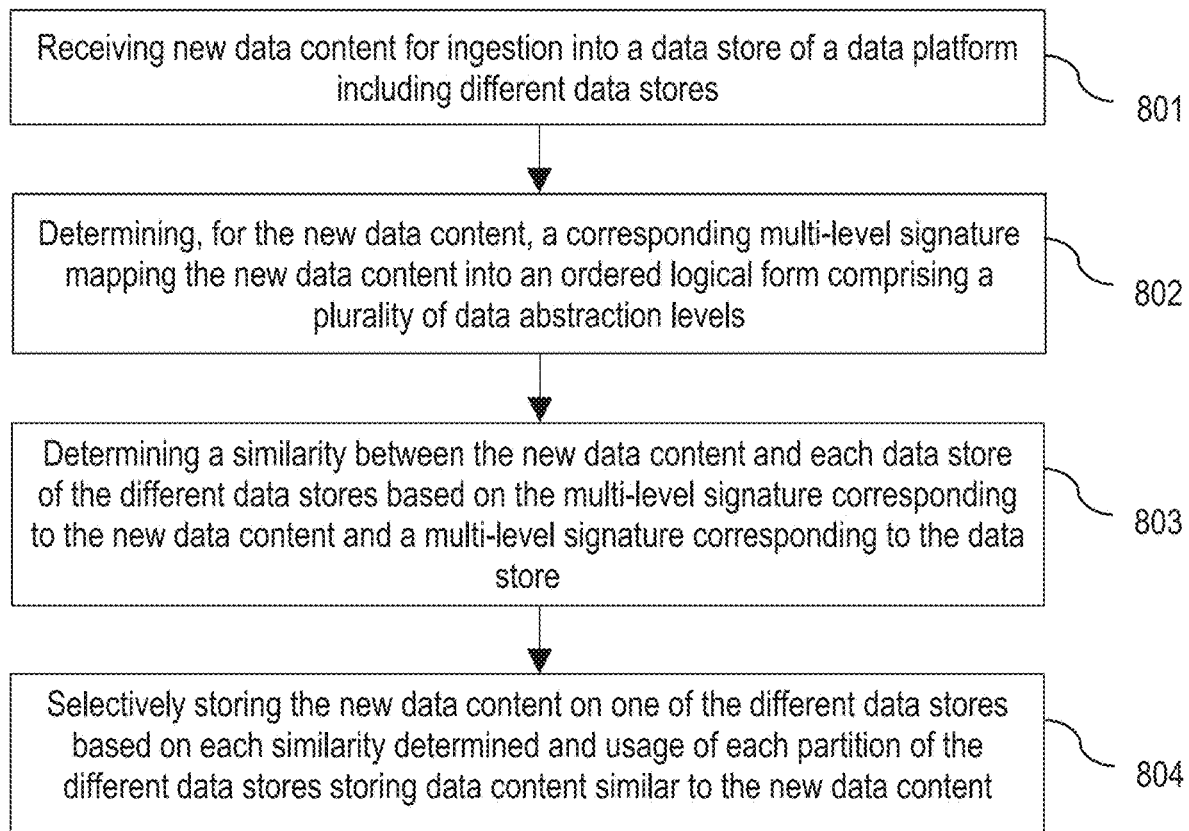 Receiving new data content for ingestion into a data store of a data platform
including different data stores
801
Determining, for the new data content, a corresponding multi-level signature
mapping the new data content into an ordered logical form comprising a
plurality of data abstraction levels
802
Determining a similarity between the new data content and each data store
of the different data stores based on the multi-level signature corresponding
to the new data content and a multi-level signature corresponding to the data
store
803
Selectively storing the new data content on one of the different data stores
based on each similarity determined and usage of each partition of the
different data stores storing data content similar to the new data content
804